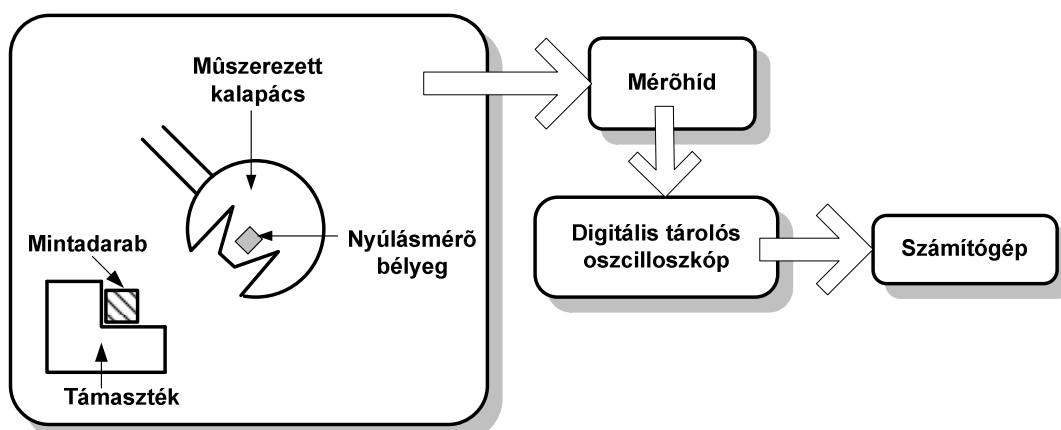 Mûszerezett
kalapács
Mérõhíd
Nyúlásmérõ
bélyeg
Mintadarab
Támaszték
Digitális tárolós
oszcilloszkóp
Számítógép